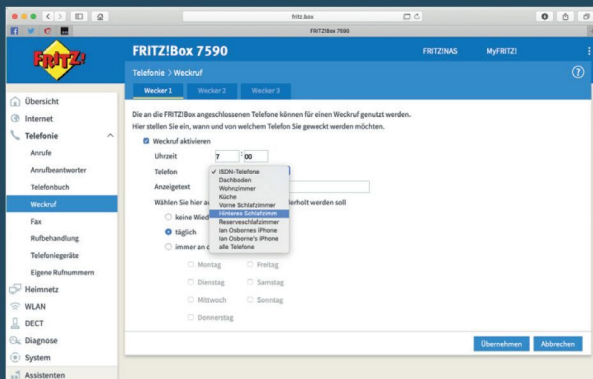 fritz.box
FRITZ!Box 7590
FRITZ!
FRITZ!Box 7590
FRITZ!NAS
MyFRITZ!
Telefonie > Weckruf
Wecker 1
Wecker 2
Wecker 3
Übersicht
Internet
Telefonie
Anrufe
Anrufbeantworter
Telefonbuch
Weckruf
Fax
Rufbehandlung
Telefoniegeräte
Eigene Rufnummern
Heimnetz
WLAN
DECT
Diagnose
System
Assistenten
Die an die FRITZ!Box angeschlossenen Telefone können für einen Weckruf genutzt werden.
Hier stellen Sie ein, wann und von welchem Telefon Sie geweckt werden möchten.
Weckruf aktivieren
Uhrzeit 7 : 00
Telefon
✓ ISDN-Telefone
Dachboden
Wohnzimmer
Küche
Vorne Schlafzimmer
Hinteres Schlafzimm
Reserveschlafzimmer
Ian Osbornes iPhone
Ian Osborne's iPhone
alle Telefone
Anzeigetext
Wählen Sie hier au derholt werden soll
keine Wied
täglich
immer an d
Montag
Freitag
Dienstag
Samstag
Mittwoch
Sonntag
Donnerstag
Übernehmen
Abbrechen